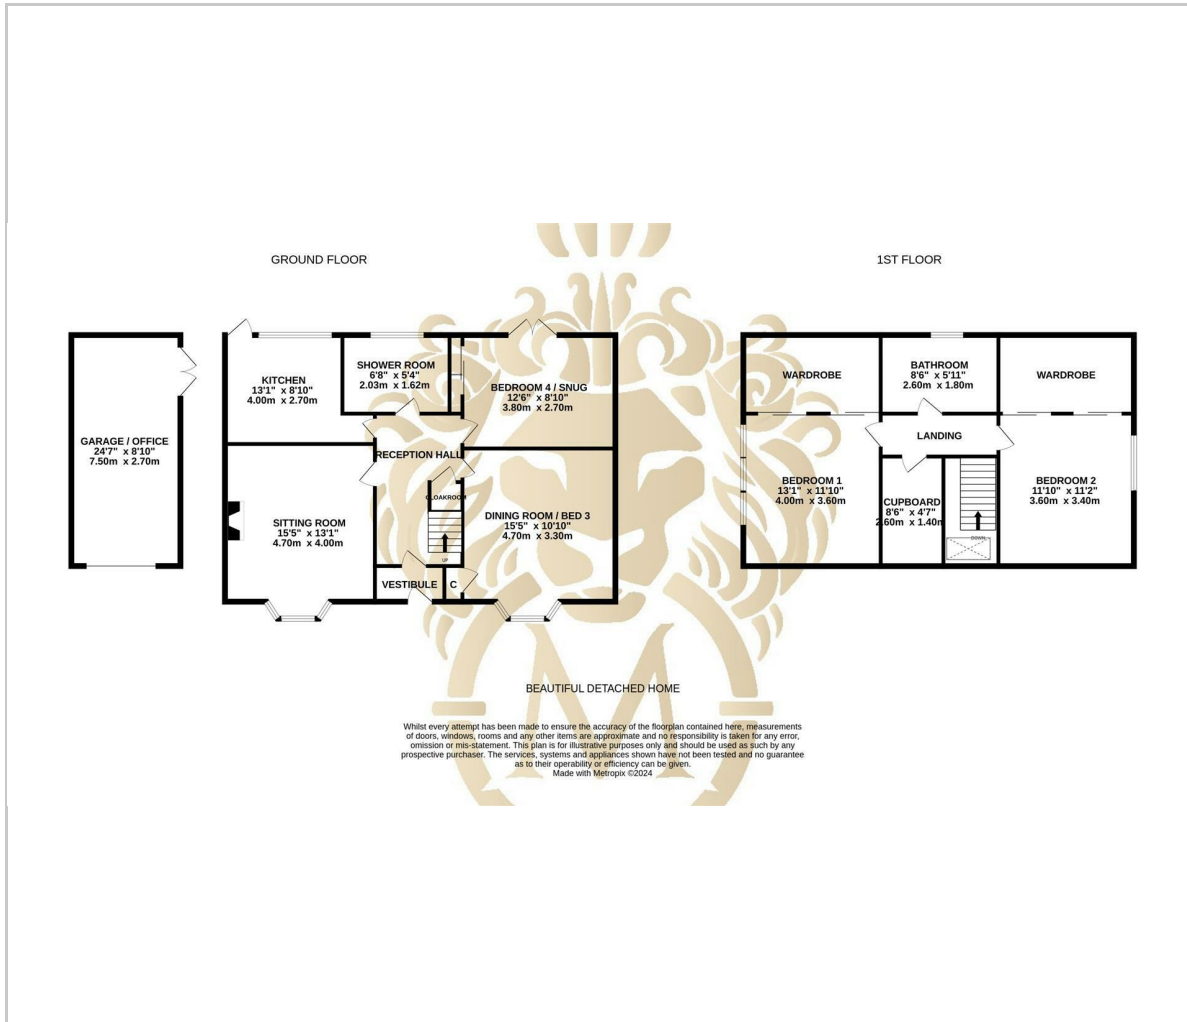 GROUND FLOOR
1ST FLOOR
GARAGE / OFFICE
24'7" x 8'10"
7.50m x 2.70m
KITCHEN
13'1" x 8'10"
4.00m x 2.70m
SHOWER ROOM
6'8" x 5'4"
2.03m x 1.62m
BEDROOM 4 / SNUG
12'6" x 8'10"
3.80m x 2.70m
RECEPTION HALL
CLOAKROOM
SITTING ROOM
15'5" x 13'1"
4.70m x 4.00m
DINING ROOM / BED 3
15'5" x 10'10"
4.70m x 3.30m
UP
VESTIBULE
C
WARDROBE
BATHROOM
8'6" x 5'11"
2.60m x 1.80m
WARDROBE
LANDING
BEDROOM 1
13'1" x 11'10"
4.00m x 3.60m
CUPBOARD
8'6" x 4'7"
2.60m x 1.40m
BEDROOM 2
11'10" x 11'2"
3.60m x 3.40m
DOWN
BEAUTIFUL DETACHED HOME
Whilst every attempt has been made to ensure the accuracy of the floorplan contained here, measurements
of doors, windows, rooms and any other items are approximate and no responsibility is taken for any error,
omission or mis-statement. This plan is for illustrative purposes only and should be used as such by any
prospective purchaser. The services, systems and appliances shown have not been tested and no guarantee
as to their operability or efficiency can be given.
Made with Metropix ©2024
M